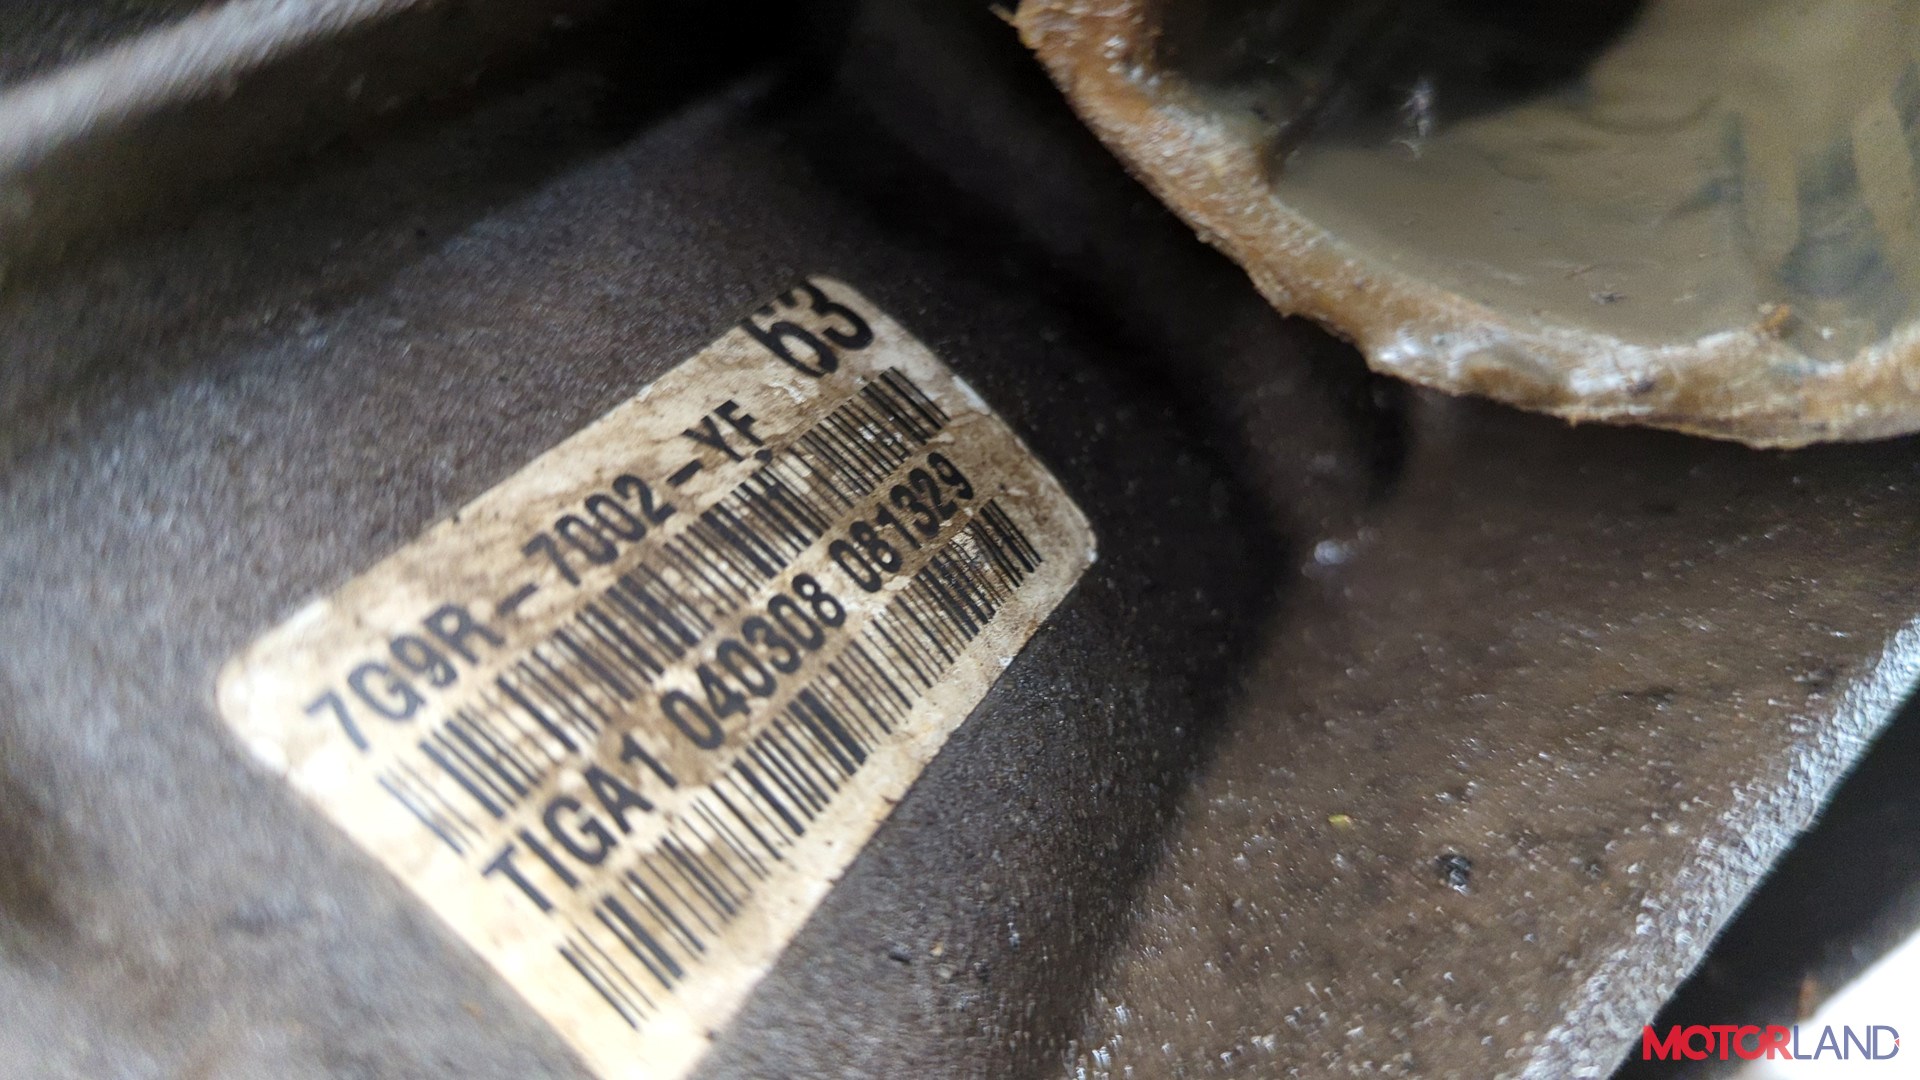 63
7G9R-7002-YF
TIGA1 040308 081329
MOTORLAND